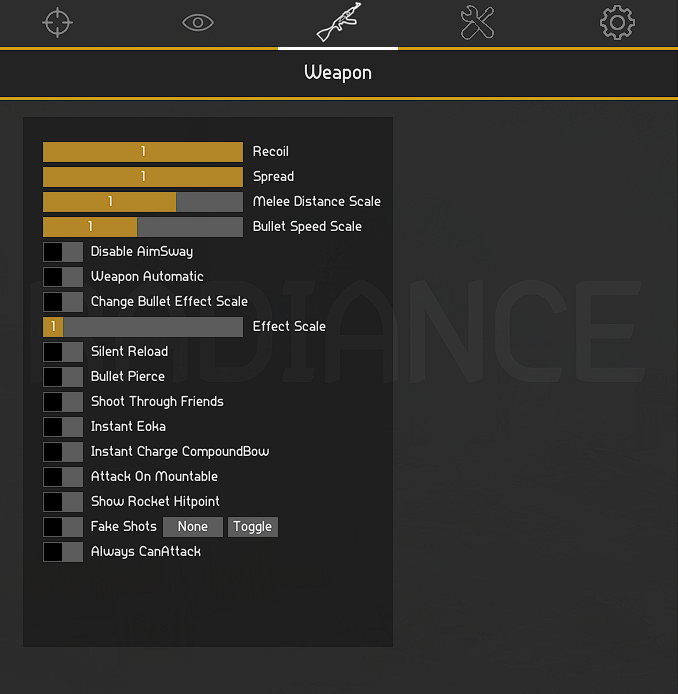 Weapon
1 Recoil
1 Spread
1 Melee Distance Scale
1 Bullet Speed Scale
Disable AimSway
Weapon Automatic
Change Bullet Effect Scale
1 Effect Scale
Silent Reload
Bullet Pierce
Shoot Through Friends
Instant Eoka
Instant Charge CompoundBow
Attack On Mountable
Show Rocket Hitpoint
Fake Shots None Toggle
Always CanAttack
RADIANCE